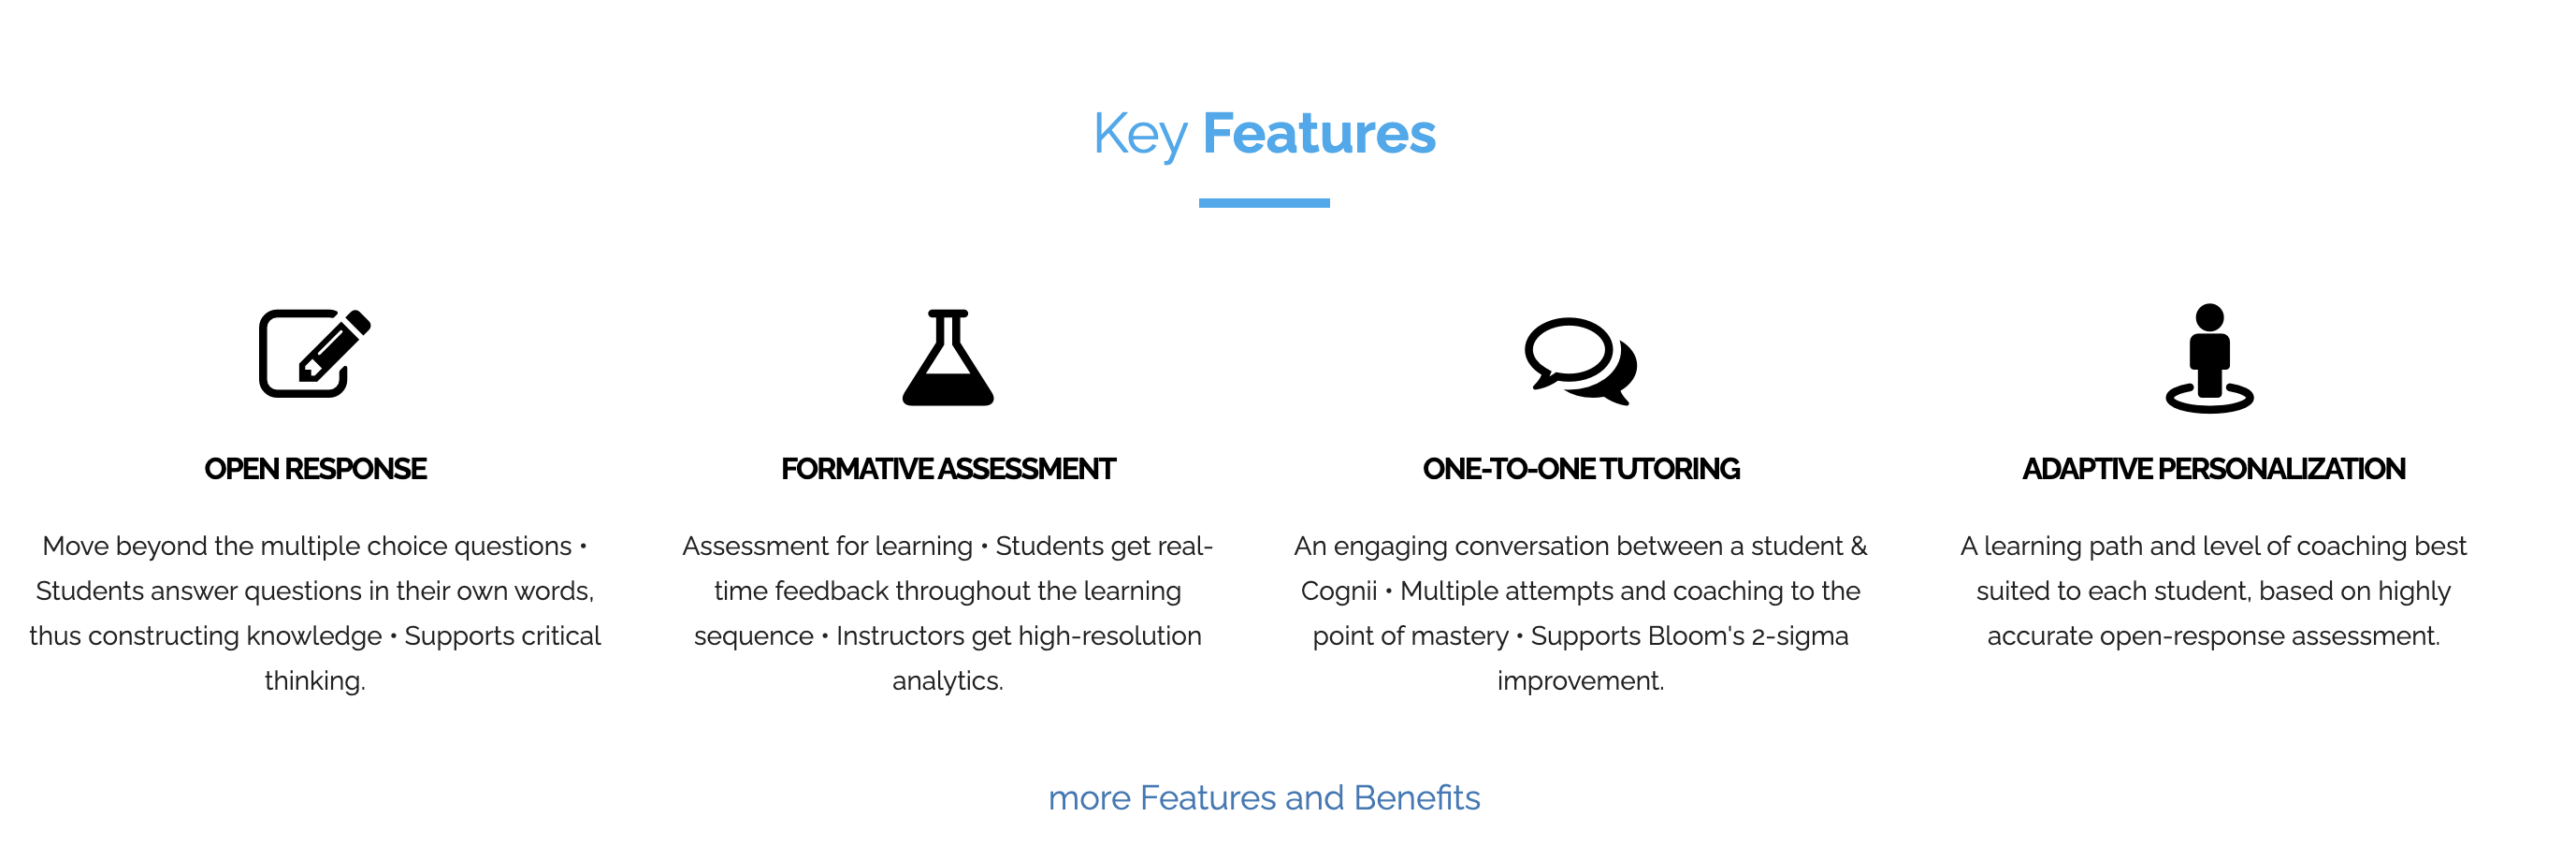 Key Features
OPEN RESPONSE
Move beyond the multiple choice questions •
Students answer questions in their own words,
thus constructing knowledge • Supports critical
thinking.
FORMATIVE ASSESSMENT
Assessment for learning • Students get real-
time feedback throughout the learning
sequence • Instructors get high-resolution
analytics.
ONE-TO-ONE TUTORING
An engaging conversation between a student &
Cognii • Multiple attempts and coaching to the
point of mastery • Supports Bloom's 2-sigma
improvement.
ADAPTIVE PERSONALIZATION
A learning path and level of coaching best
suited to each student, based on highly
accurate open-response assessment.
more Features and Benefits